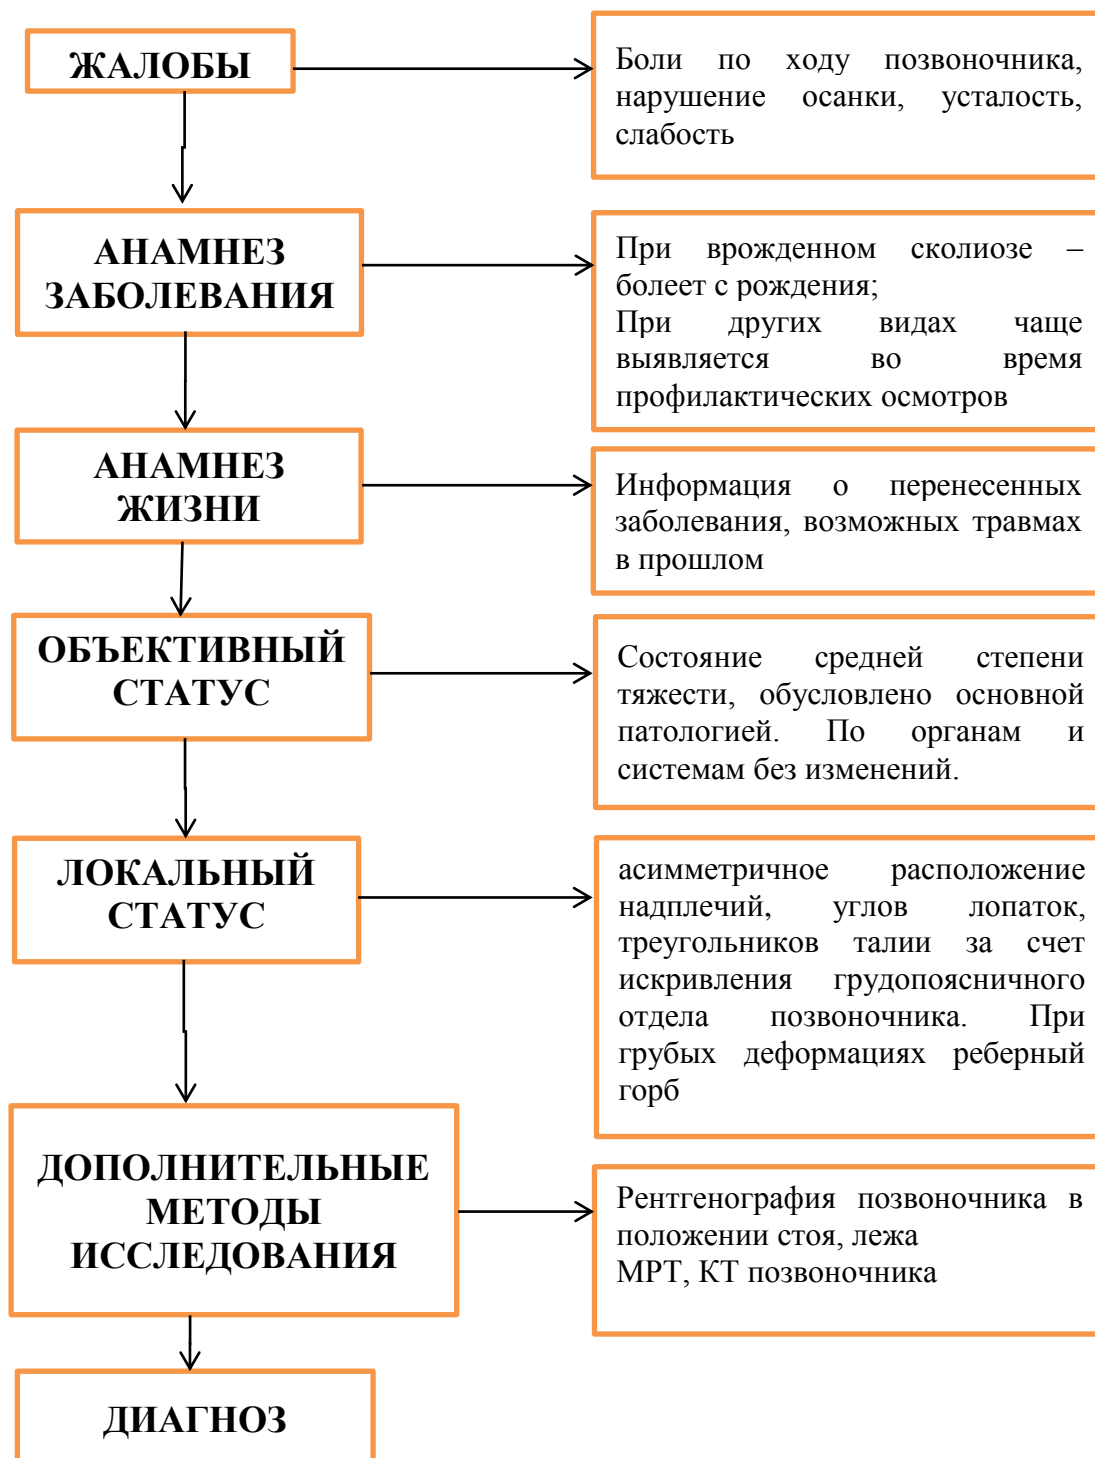 ЖАЛОБЫ
Боли по ходу позвоночника,
нарушение осанки, усталость,
слабость
АНАМНЕЗ
ЗАБОЛЕВАНИЯ
При врожденном сколиозе –
болеет с рождения;
При других видах чаще
выявляется во время
профилактических осмотров
АНАМНЕЗ
ЖИЗНИ
Информация о перенесенных
заболевания, возможных травмах
в прошлом
ОБЪЕКТИВНЫЙ
СТАТУС
Состояние средней степени
тяжести, обусловлено основной
патологией. По органам и
системам без изменений.
ЛОКАЛЬНЫЙ
СТАТУС
асимметричное расположение
надплечий, углов лопаток,
треугольников талии за счет
искривления грудопоясничного
отдела позвоночника. При
грубых деформациях реберный
горб
ДОПОЛНИТЕЛЬНЫЕ
МЕТОДЫ
ИССЛЕДОВАНИЯ
Рентгенография позвоночника в
положении стоя, лежа
МРТ, КТ позвоночника
ДИАГНОЗ